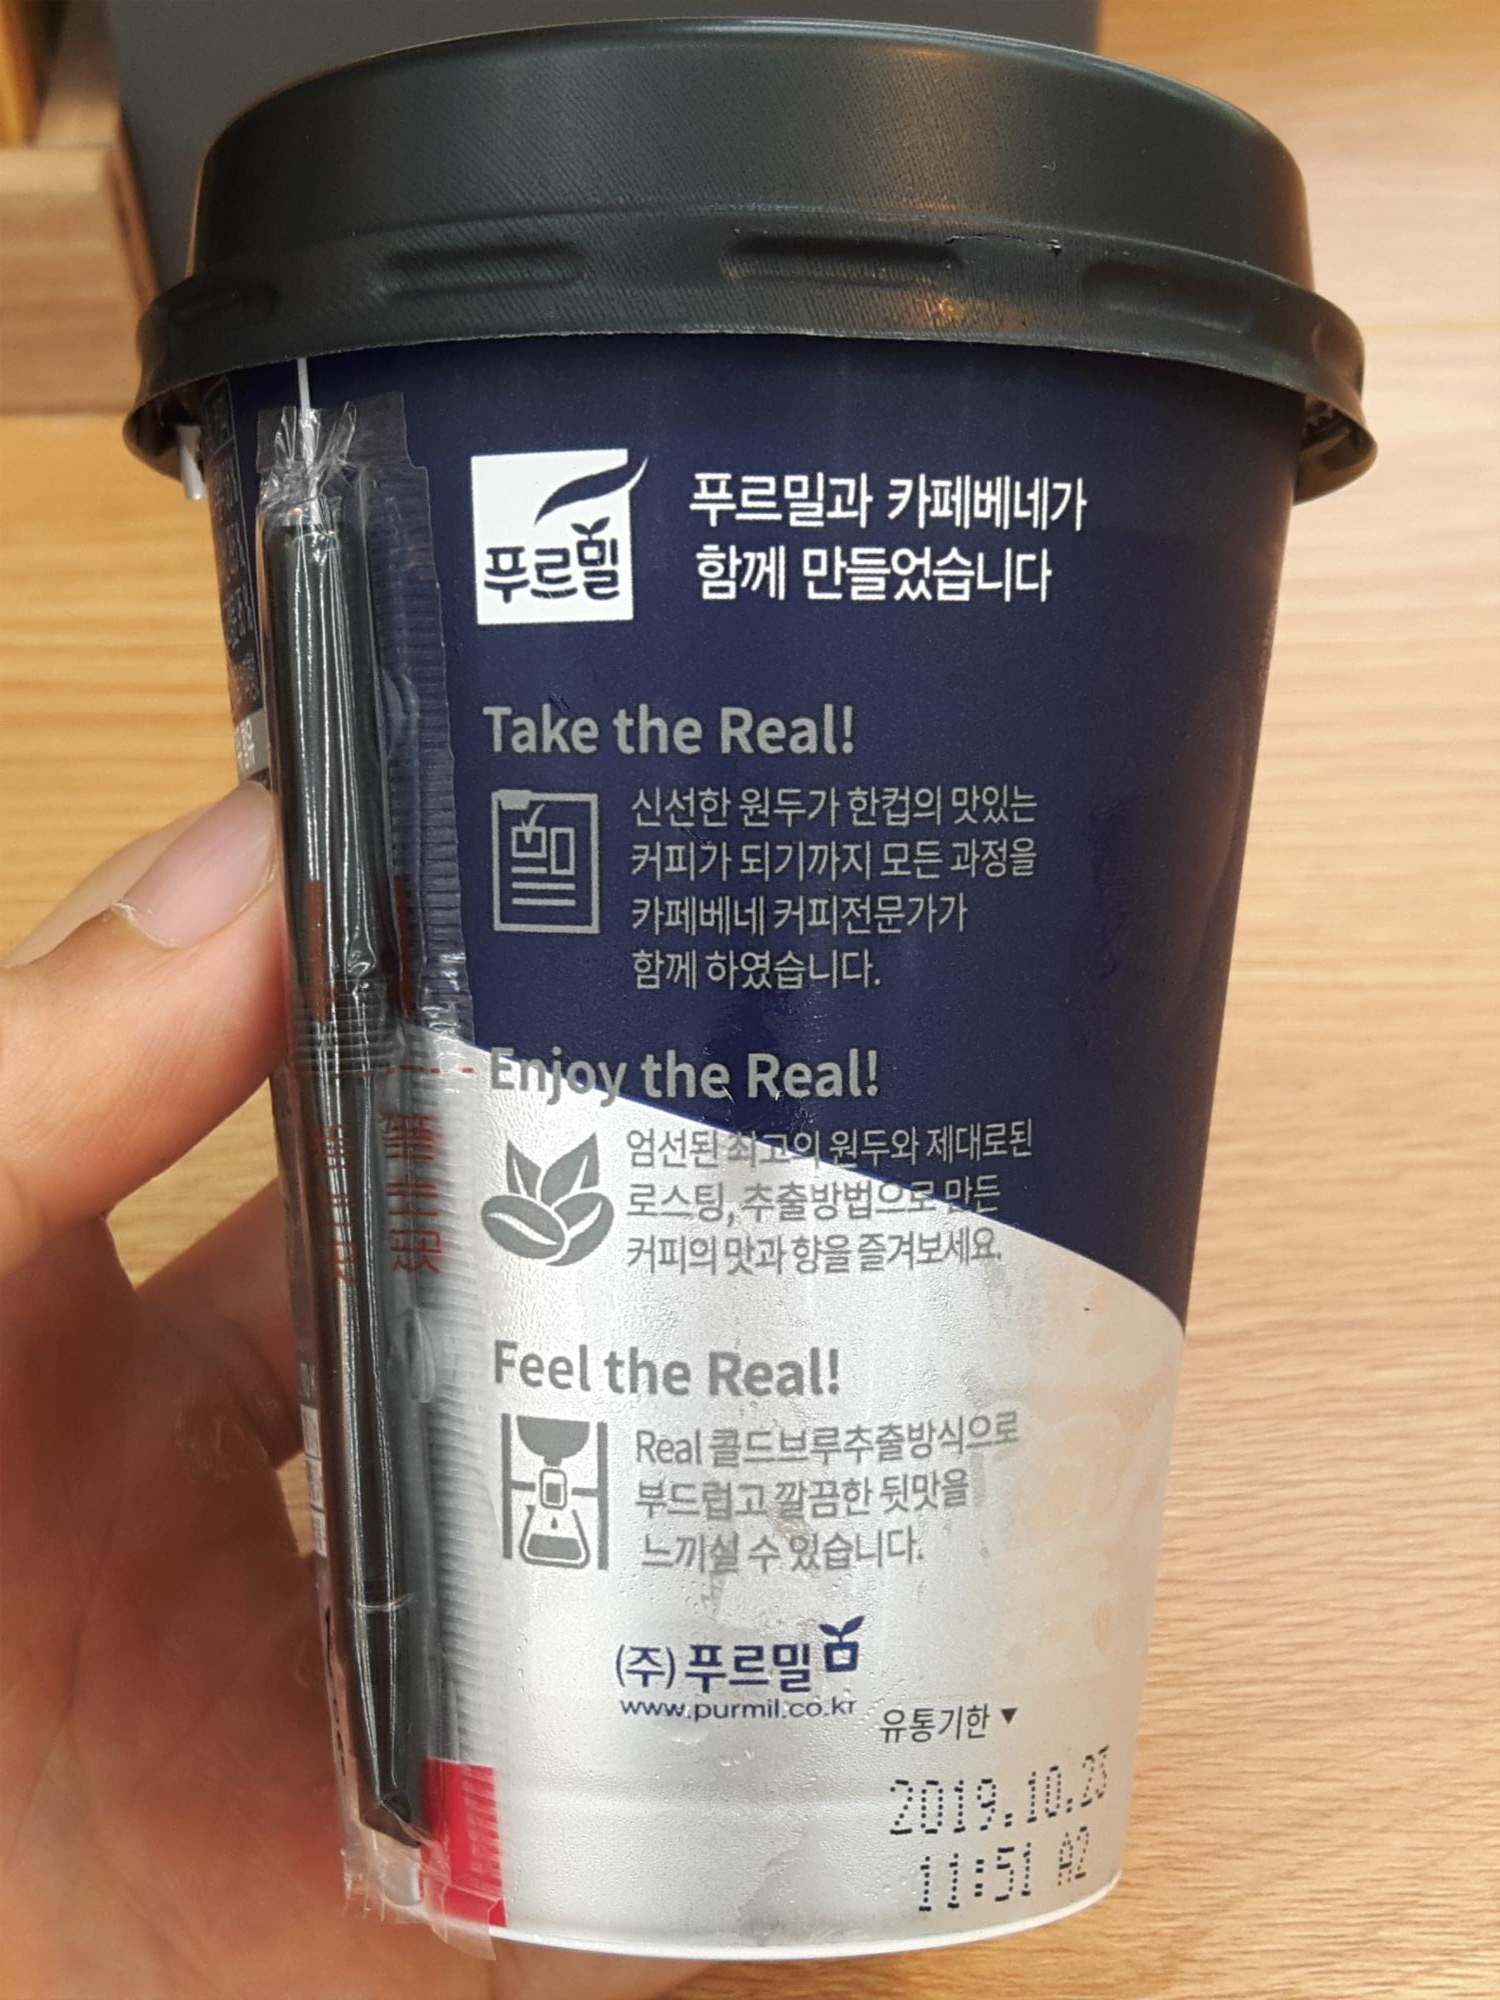 푸르밀
푸르밀과 카페베네가
함께 만들었습니다
Take the Real!
신선한 원두가 한컵의 맛있는
커피가 되기까지 모든 과정을
카페베네 커피전문가가
함께 하였습니다.
Enjoy the Real!
엄선된 최고의 원두와 제대로된
로스팅, 추출방법으로 만든
커피의 맛과 향을 즐겨보세요.
Feel the Real!
Real 콜드브루추출방식으로
부드럽고 깔끔한 뒷맛을
느끼실 수 있습니다.
(주) 푸르밀
www.purmil.co.kr
유통기한 ▼
2019.10.23
11:51 A2